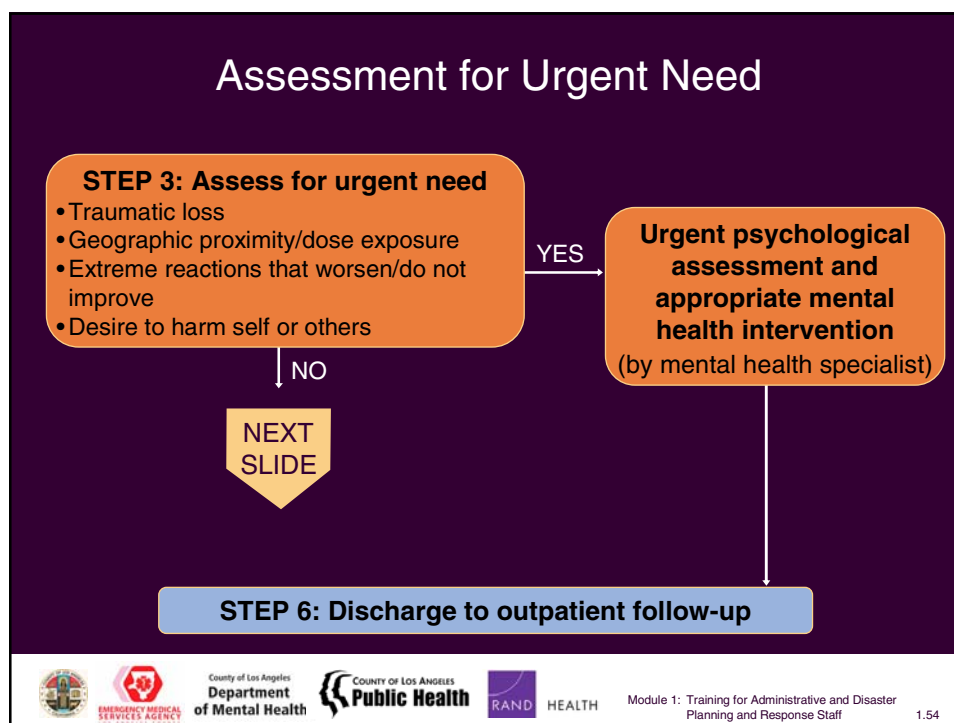 Assessment for Urgent Need
STEP 3: Assess for urgent need
•Traumatic loss
•Geographic proximity/dose exposure
•Extreme reactions that worsen/do not
improve
•Desire to harm self or others
YES
Urgent psychological
assessment and
appropriate mental
health intervention
(by mental health specialist)
NO
NEXT
SLIDE
STEP 6: Discharge to outpatient follow-up
EMERGENCY MEDICAL
SERVICES AGENCY
County of Los Angeles
Department
of Mental Health
COUNTY OF LOS ANGELES
Public Health
RAND HEALTH
Module 1: Training for Administrative and Disaster
Planning and Response Staff 1.54